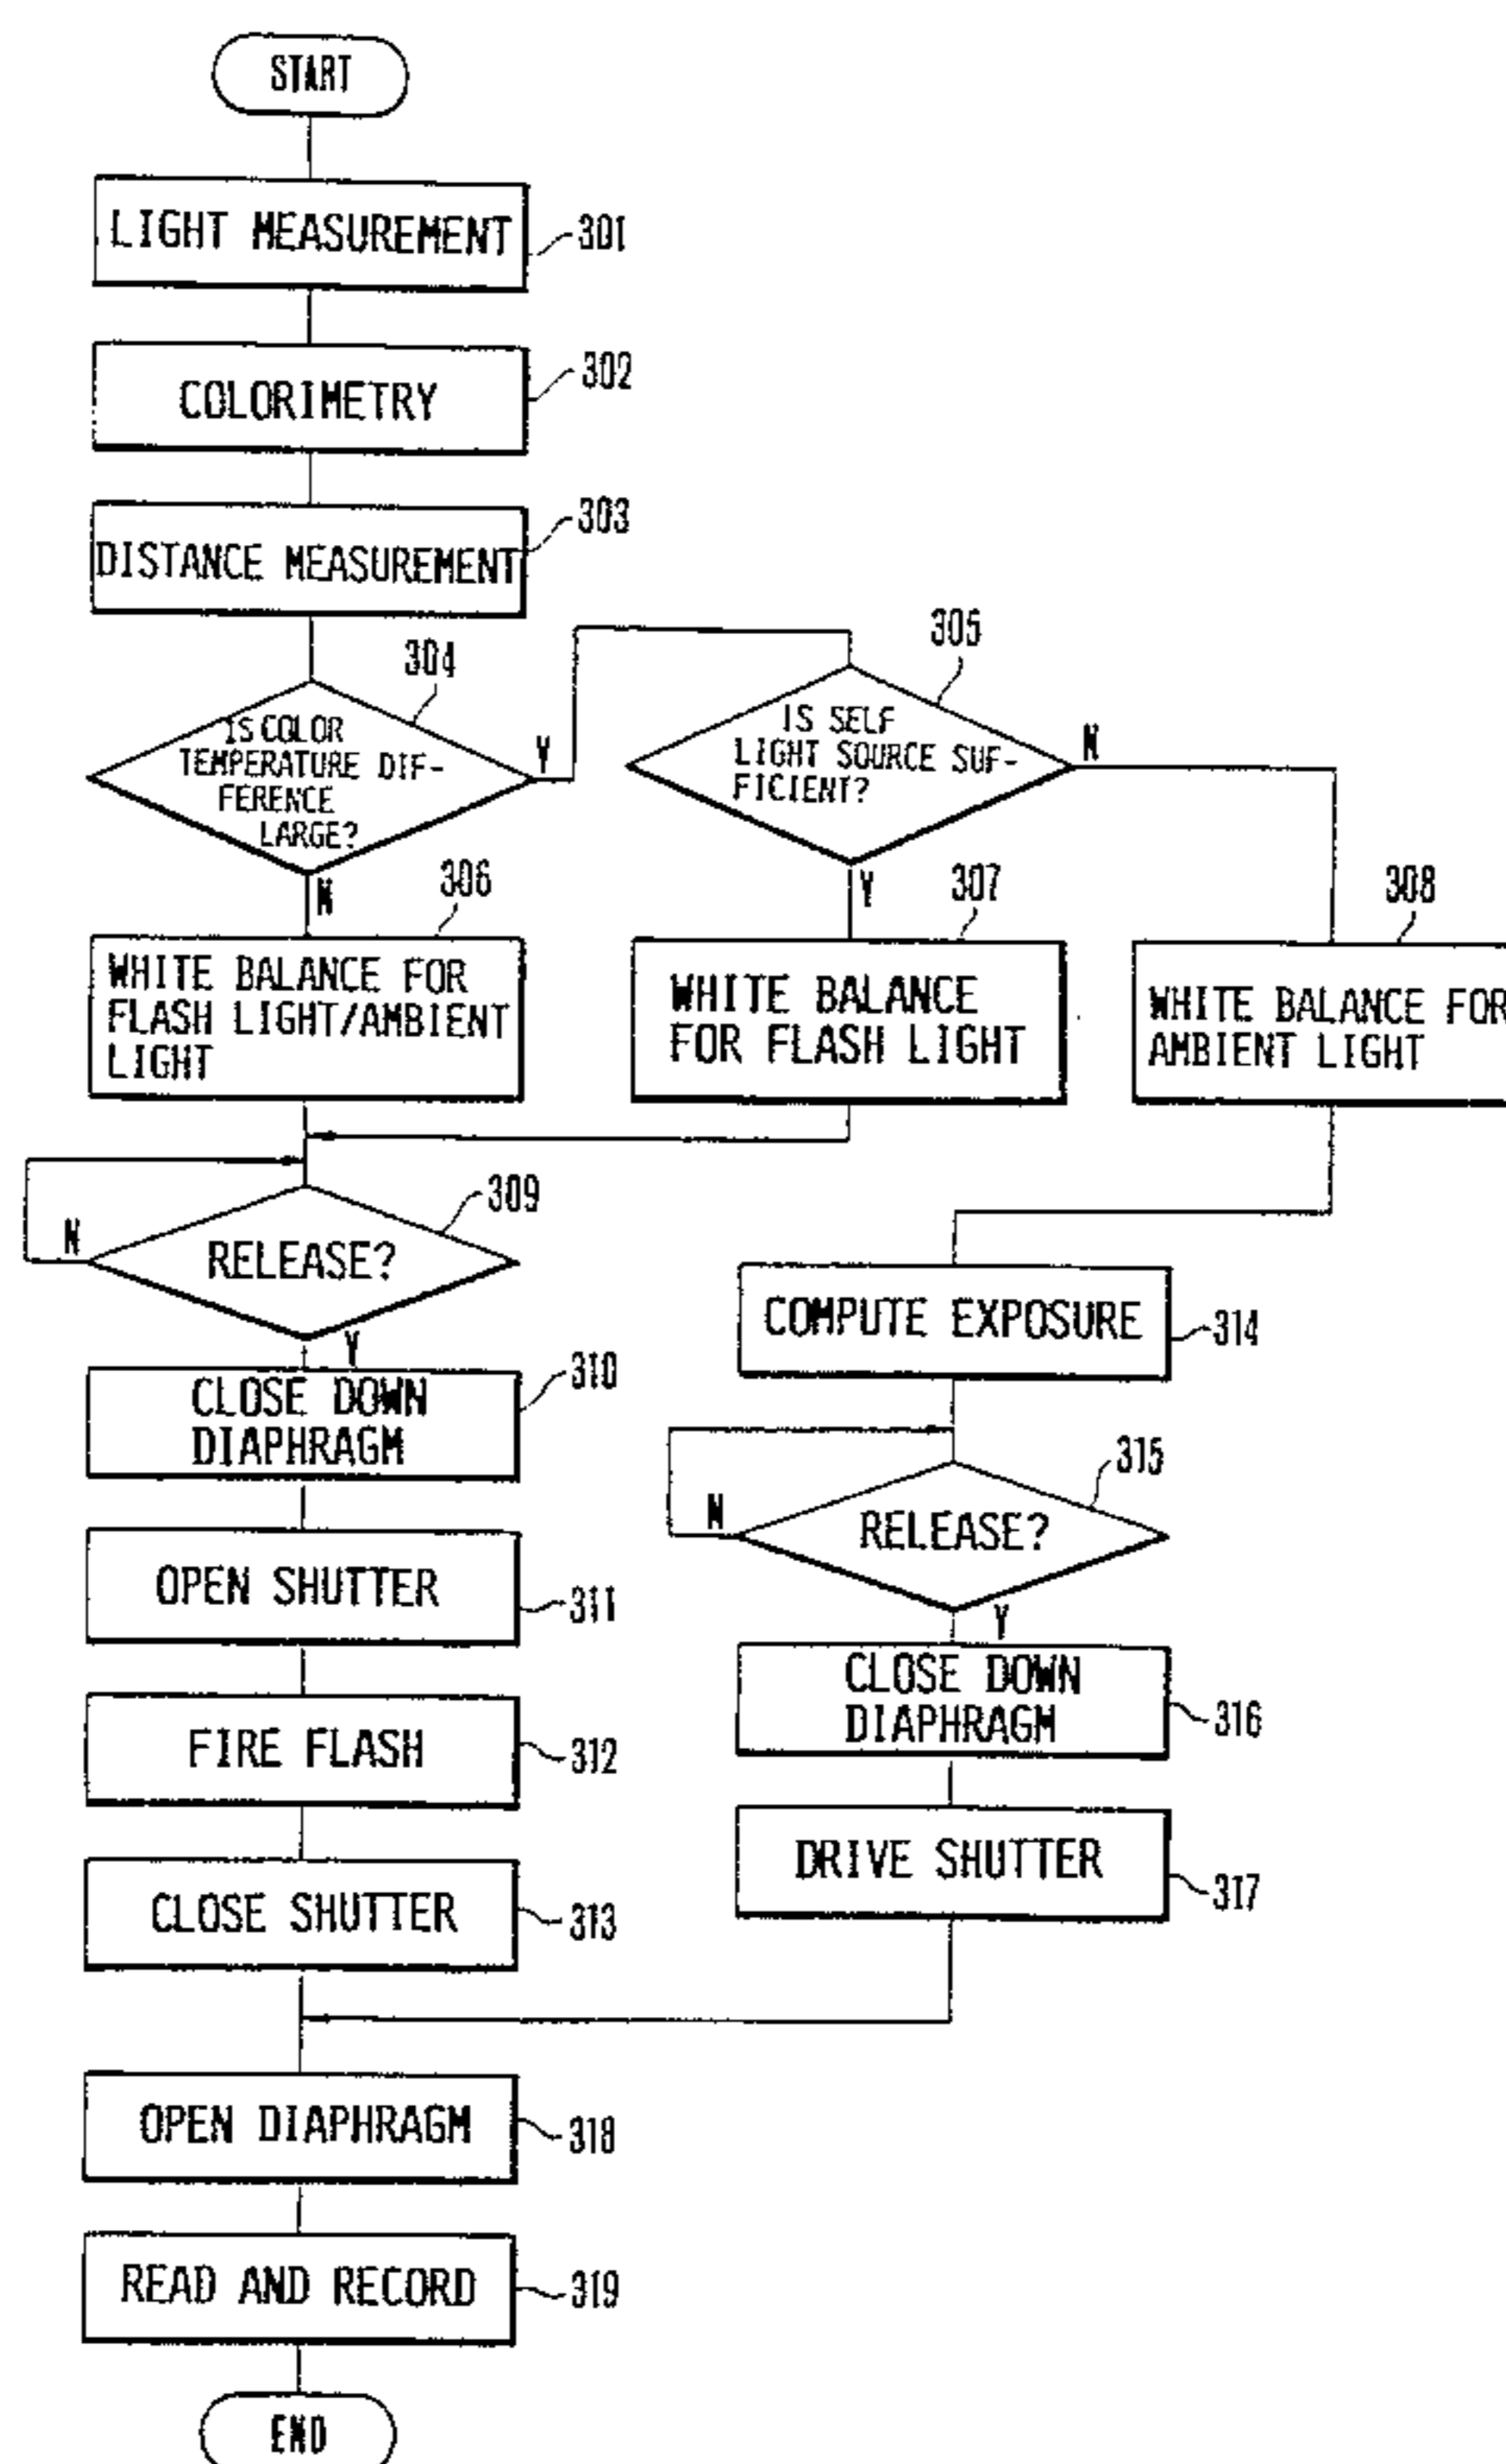 START
LIGHT MEASUREMENT
301
COLORIMETRY
302
DISTANCE MEASUREMENT
303
304
IS COLOR
TEMPERATURE DIF-
FERENCE
LARGE?
Y
N
305
IS SELF
LIGHT SOURCE SUF-
FICIENT?
N
Y
306
WHITE BALANCE FOR
FLASH LIGHT/AMBIENT
LIGHT
307
WHITE BALANCE
FOR FLASH LIGHT
308
WHITE BALANCE FOR
AMBIENT LIGHT
309
RELEASE?
N
Y
310
CLOSE DOWN
DIAPHRAGM
OPEN SHUTTER
311
FIRE FLASH
312
CLOSE SHUTTER
313
COMPUTE EXPOSURE
314
315
RELEASE?
N
Y
CLOSE DOWN
DIAPHRAGM
316
DRIVE SHUTTER
317
OPEN DIAPHRAGM
318
READ AND RECORD
319
END